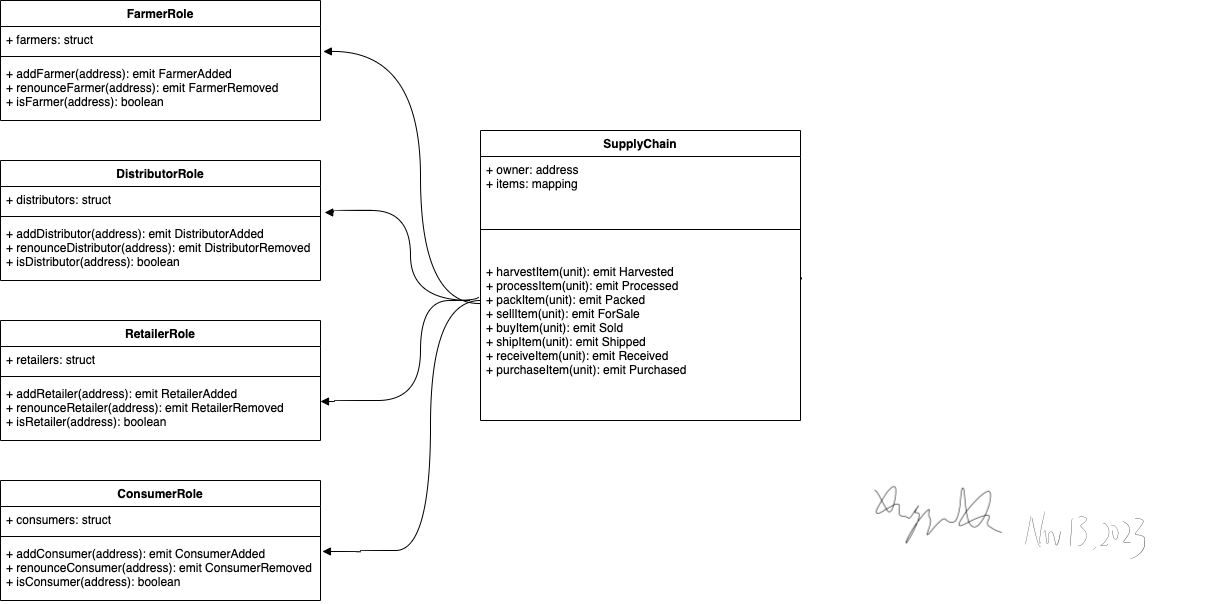 FarmerRole
+ farmers: struct
+ addFarmer(address): emit FarmerAdded
+ renounceFarmer(address): emit FarmerRemoved
+ isFarmer(address): boolean
DistributorRole
+ distributors: struct
+ addDistributor(address): emit DistributorAdded
+ renounceDistributor(address): emit DistributorRemoved
+ isDistributor(address): boolean
RetailerRole
+ retailers: struct
+ addRetailer(address): emit RetailerAdded
+ renounceRetailer(address): emit RetailerRemoved
+ isRetailer(address): boolean
ConsumerRole
+ consumers: struct
+ addConsumer(address): emit ConsumerAdded
+ renounceConsumer(address): emit ConsumerRemoved
+ isConsumer(address): boolean
SupplyChain
+ owner: address
+ items: mapping
+ harvestItem(unit): emit Harvested
+ processItem(unit): emit Processed
+ packItem(unit): emit Packed
+ sellItem(unit): emit ForSale
+ buyItem(unit): emit Sold
+ shipItem(unit): emit Shipped
+ receiveItem(unit): emit Received
+ purchaseItem(unit): emit Purchased
Nov 13, 2023